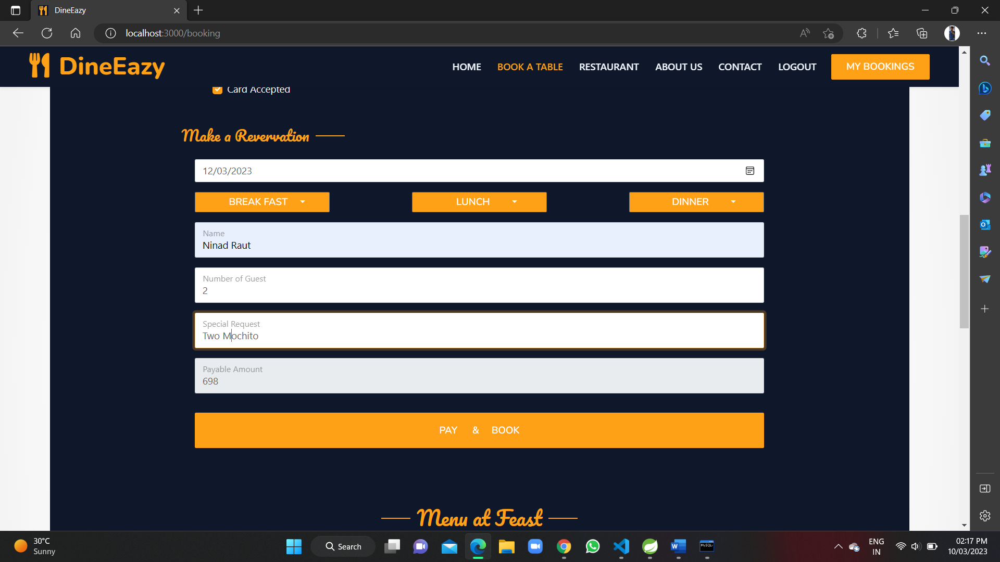 DineEazy
localhost:3000/booking
DineEazy
HOME BOOK A TABLE RESTAURANT ABOUT US CONTACT LOGOUT MY BOOKINGS
Card Accepted
Make a Revervation
12/03/2023
BREAK FAST LUNCH DINNER
Name
Ninad Raut
Number of Guest
2
Special Request
Two Mochito
Payable Amount
698
PAY & BOOK
Menu at Feast
30°C
Sunny
Search
ENG
IN
02:17 PM
10/03/2023